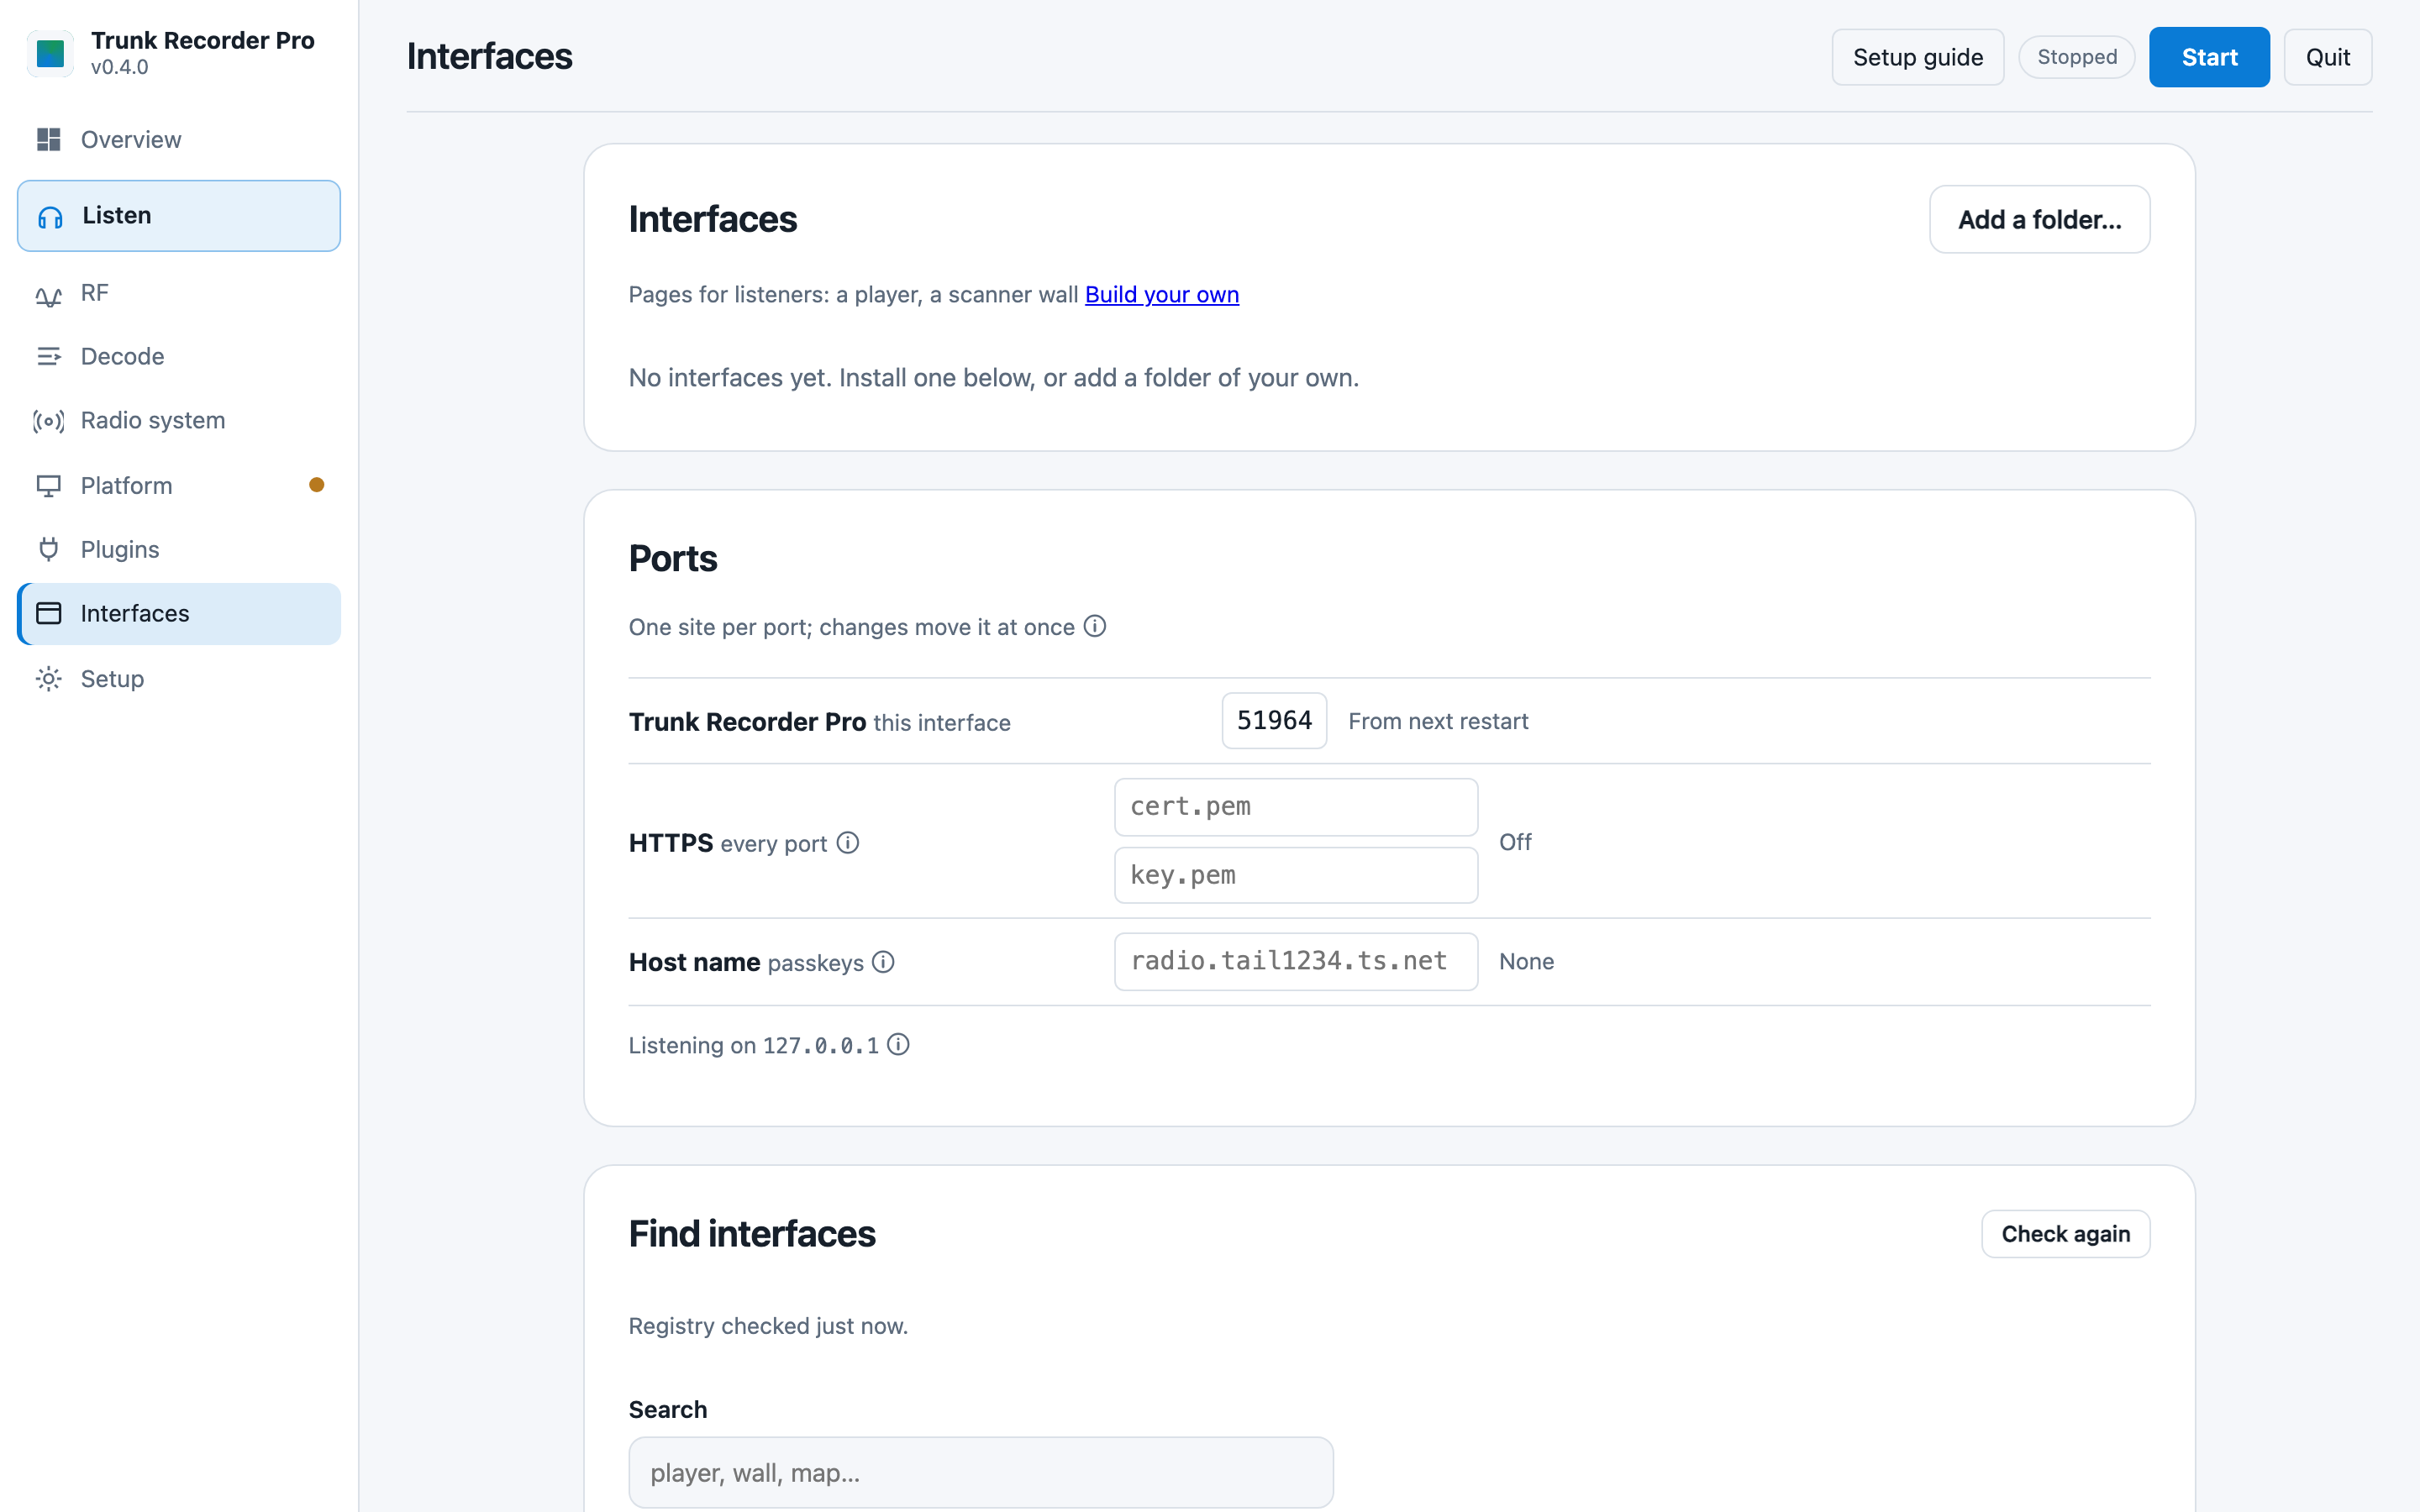 Trunk Recorder Pro
v0.4.0
Overview
Listen
RF
Decode
Radio system
Platform
Plugins
Interfaces
Setup
Interfaces
Setup guide
Stopped
Start
Quit
Interfaces
Add a folder...
Pages for listeners: a player, a scanner wall Build your own
No interfaces yet. Install one below, or add a folder of your own.
Ports
One site per port; changes move it at once
Trunk Recorder Pro this interface
51964
From next restart
HTTPS every port
cert.pem
key.pem
Off
Host name passkeys
radio.tail1234.ts.net
None
Listening on 127.0.0.1
Find interfaces
Check again
Registry checked just now.
Search
player, wall, map...